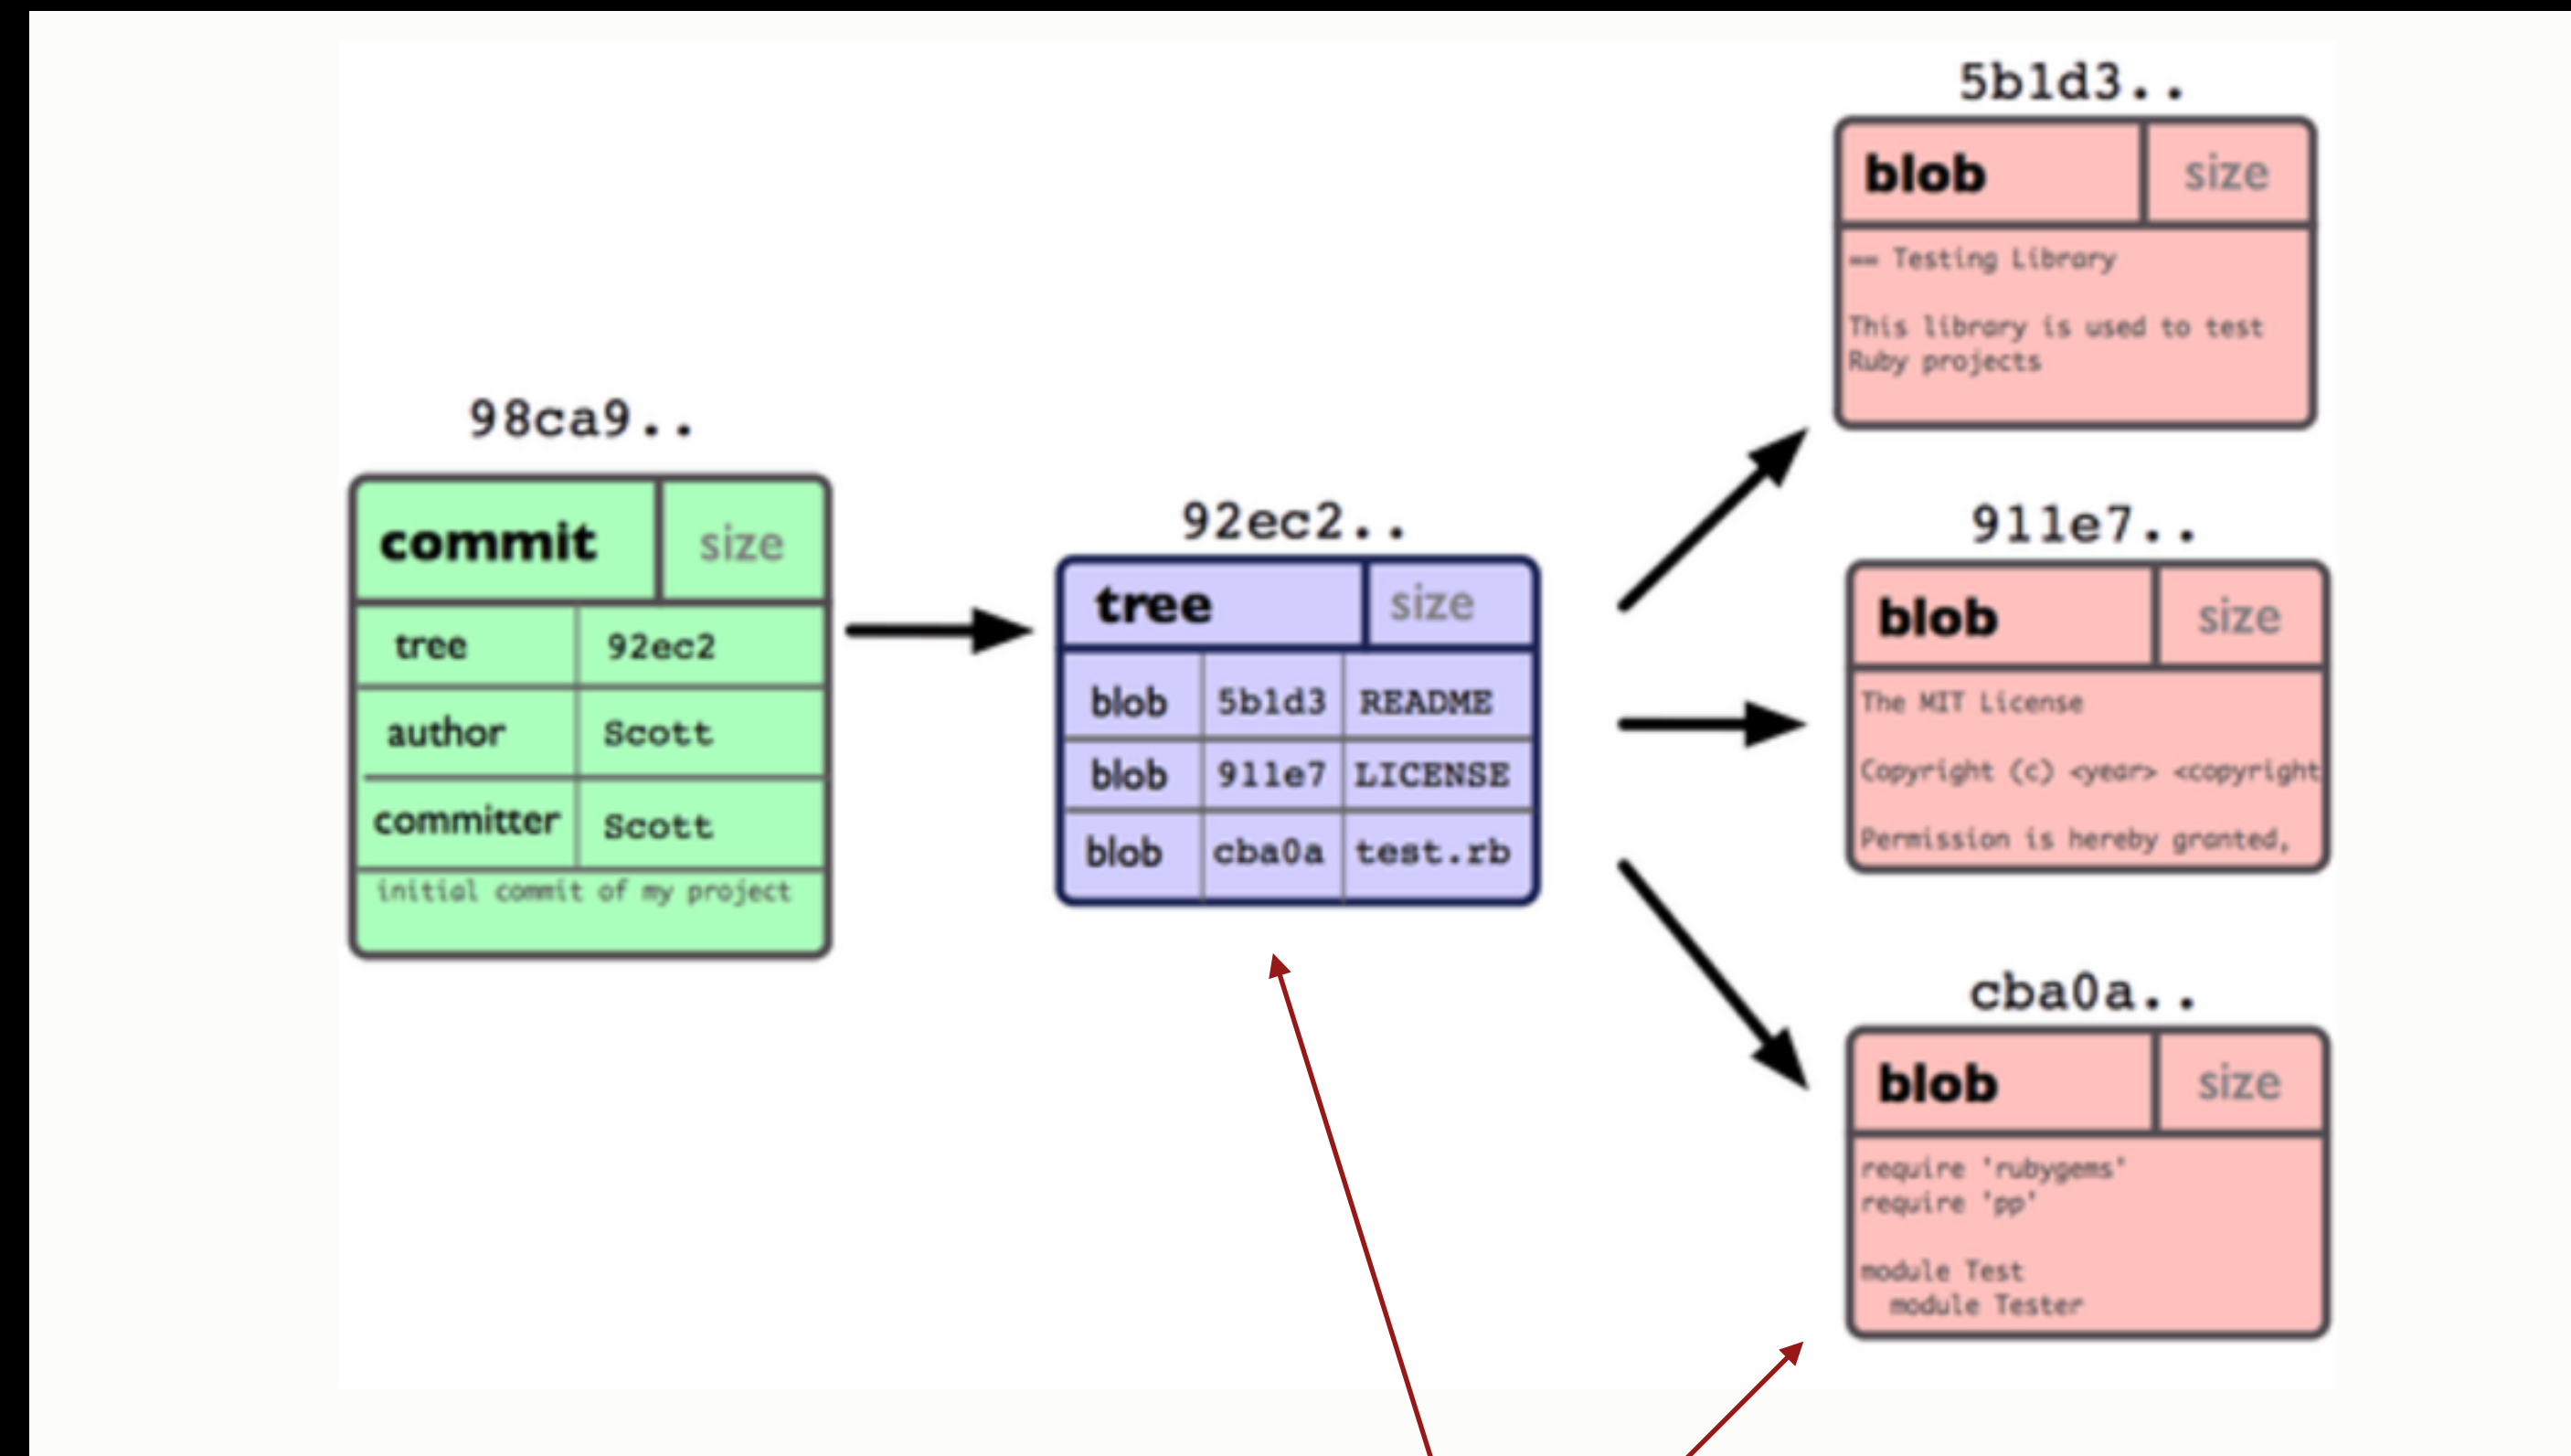 98ca9..
commit size
tree 92ec2
author Scott
committer Scott
initial commit of my project
92ec2..
tree size
blob 5b1d3 README
blob 911e7 LICENSE
blob cba0a test.rb
5b1d3..
blob size
== Testing Library
This library is used to test
Ruby projects
911e7..
blob size
The MIT License
Copyright (c) <year> <copyright
Permission is hereby granted,
cba0a..
blob size
require 'rubygems'
require 'pp'
module Test
module Tester